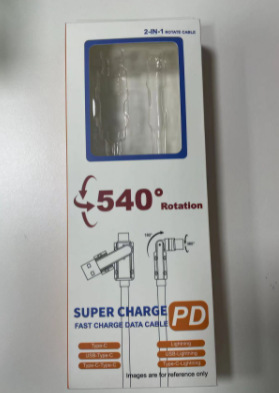 2-IN-1 ROTATE CABLE
540° Rotation
180°
SUPER CHARGE PD
FAST CHARGE DATA CABLE
Type-C
Lightning
USB-Type-C
USB-Lightning
Type-C-Type-C
Type-C-Lightning
Images are for reference only